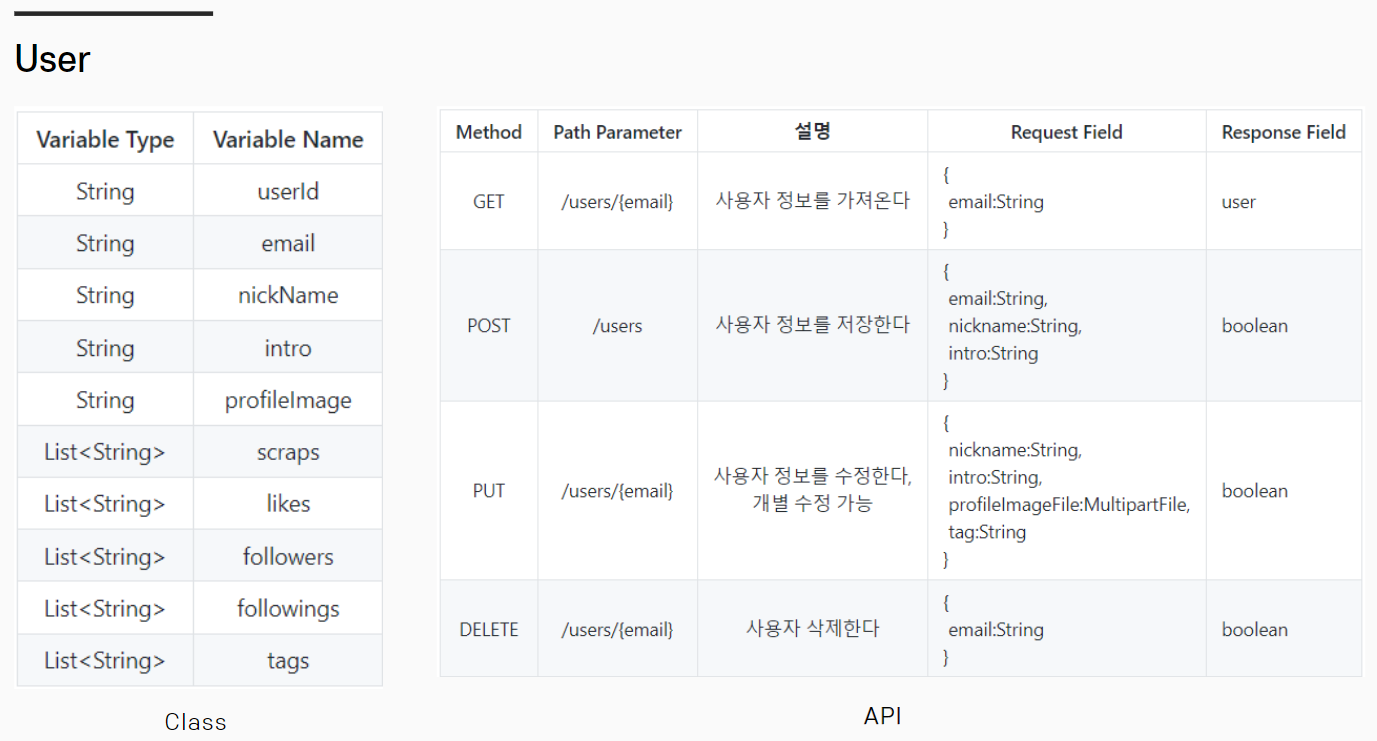 User
Variable Type Variable Name
String userId
String email
String nickName
String intro
String profileImage
List<String> scraps
List<String> likes
List<String> followers
List<String> followings
List<String> tags
Class
Method Path Parameter 설명 Request Field Response Field
GET /users/{email} 사용자 정보를 가져온다
{
email:String
}
user
POST /users 사용자 정보를 저장한다
{
email:String,
nickname:String,
intro:String
}
boolean
PUT /users/{email}
사용자 정보를 수정한다,
개별 수정 가능
{
nickname:String,
intro:String,
profileImageFile:MultipartFile,
tag:String
}
boolean
DELETE /users/{email} 사용자 삭제한다
{
email:String
}
boolean
API